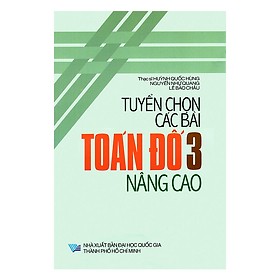 Thạc sĩ HUỲNH QUỐC HÙNG
NGUYỄN NHƯ QUANG
LÊ BẢO CHÂU
TUYỂN CHỌN
CÁC BÀI
TOÁN ĐỐ 3
NÂNG CAO
NHÀ XUẤT BẢN ĐẠI HỌC QUỐC GIA
THÀNH PHỐ HỒ CHÍ MINH